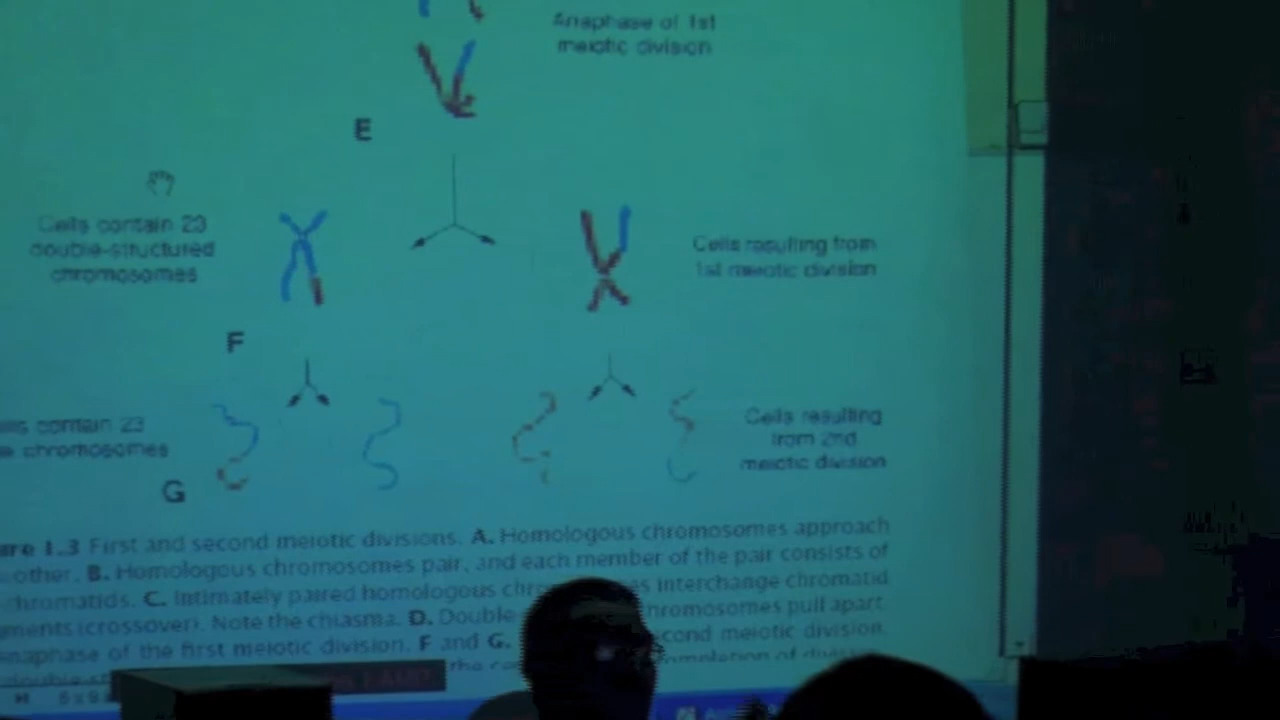 Anaphase of 1st
meiotic division
E
Cells contain 23
double-structured
chromosomes
Cells resulting from
1st meiotic division
F
contain 23
chromosomes
Cells resulting
from 2nd
meiotic division
G
1.3 First and second meiotic divisions. A. Homologous chromosomes approach
other. B. Homologous chromosomes pair, and each member of the pair consists of
chromatids. C. Intimately paired homologous interchange chromatid
(crossover). Note the chiasma. D. Double chromosomes pull apart.
of the first meiotic division. F and G. meiotic division.
the